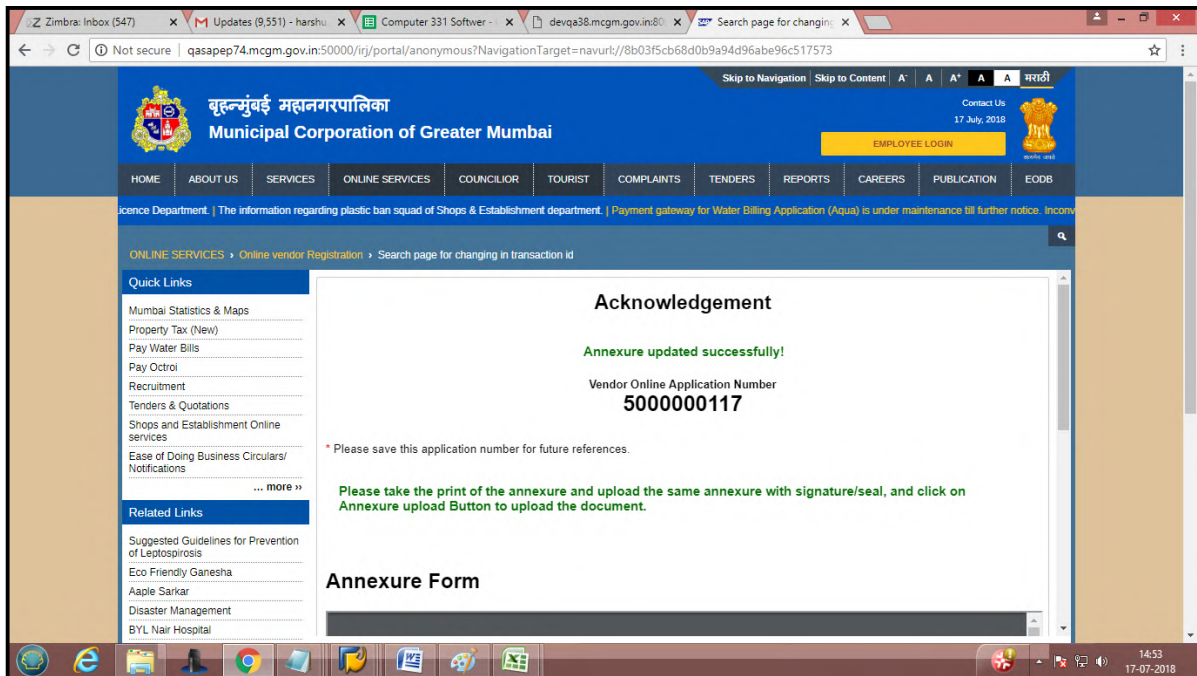 Zimbra: Inbox (547)
Updates (9,551) - harshu
Computer 331 Softwer -
devqa38.mcgm.gov.in:80
Search page for changing
Not secure | qasapep74.mcgm.gov.in:50000/irj/portal/anonymous?NavigationTarget=navurl://8b03f5cb68d0b9a94d96abe96c517573
Skip to Navigation | Skip to Content | A- A A+ A A मराठी
Contact Us
17 July, 2018
EMPLOYEE LOGIN
बृहन्मुंबई महानगरपालिका
Municipal Corporation of Greater Mumbai
सत्यमेव जयते
HOME ABOUT US SERVICES ONLINE SERVICES COUNCILIOR TOURIST COMPLAINTS TENDERS REPORTS CAREERS PUBLICATION EODB
icence Department. | The information regarding plastic ban squad of Shops & Establishment department. | Payment gateway for Water Billing Application (Aqua) is under maintenance till further notice. Inconv
ONLINE SERVICES › Online vendor Registration › Search page for changing in transaction id
Quick Links
Mumbai Statistics & Maps
Property Tax (New)
Pay Water Bills
Pay Octroi
Recruitment
Tenders & Quotations
Shops and Establishment Online
services
Ease of Doing Business Circulars/
Notifications
... more ››
Related Links
Suggested Guidelines for Prevention
of Leptospirosis
Eco Friendly Ganesha
Aaple Sarkar
Disaster Management
BYL Nair Hospital
Acknowledgement
Annexure updated successfully!
Vendor Online Application Number
5000000117
* Please save this application number for future references.
Please take the print of the annexure and upload the same annexure with signature/seal, and click on
Annexure upload Button to upload the document.
Annexure Form
14:53
17-07-2018